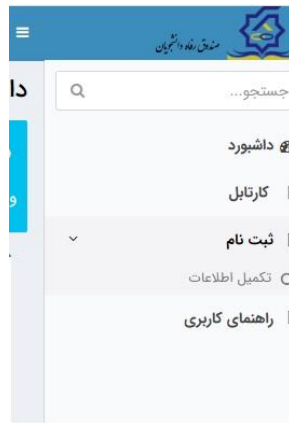 صندوق رفاه دانشجویان
جستجو...
داشبورد
کارتابل
ثبت نام
تکمیل اطلاعات
راهنمای کاربری
دا
و